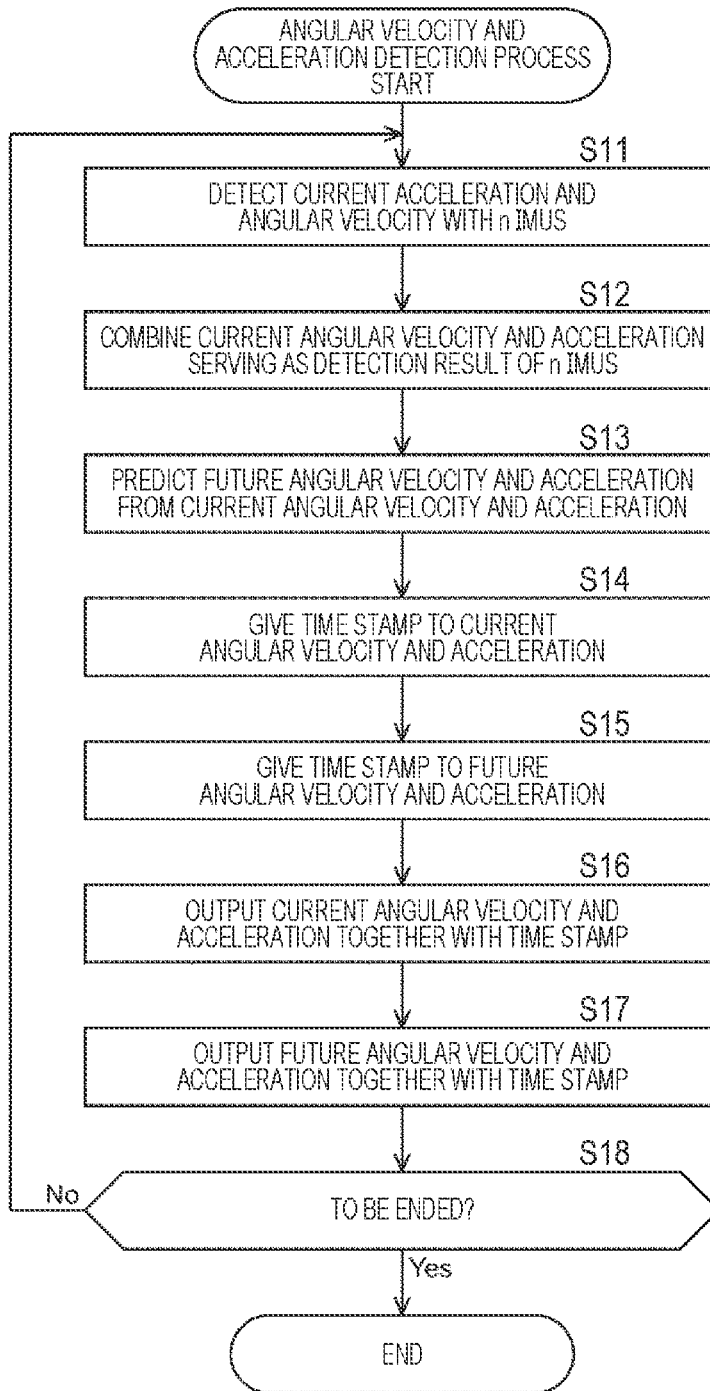 ANGULAR VELOCITY AND
ACCELERATION DETECTION PROCESS
START
S11
DETECT CURRENT ACCELERATION AND
ANGULAR VELOCITY WITH n IMUS
S12
COMBINE CURRENT ANGULAR VELOCITY AND ACCELERATION
SERVING AS DETECTION RESULT OF n IMUS
S13
PREDICT FUTURE ANGULAR VELOCITY AND ACCELERATION
FROM CURRENT ANGULAR VELOCITY AND ACCELERATION
S14
GIVE TIME STAMP TO CURRENT
ANGULAR VELOCITY AND ACCELERATION
S15
GIVE TIME STAMP TO FUTURE
ANGULAR VELOCITY AND ACCELERATION
S16
OUTPUT CURRENT ANGULAR VELOCITY AND
ACCELERATION TOGETHER WITH TIME STAMP
S17
OUTPUT FUTURE ANGULAR VELOCITY AND
ACCELERATION TOGETHER WITH TIME STAMP
S18
No
TO BE ENDED?
Yes
END